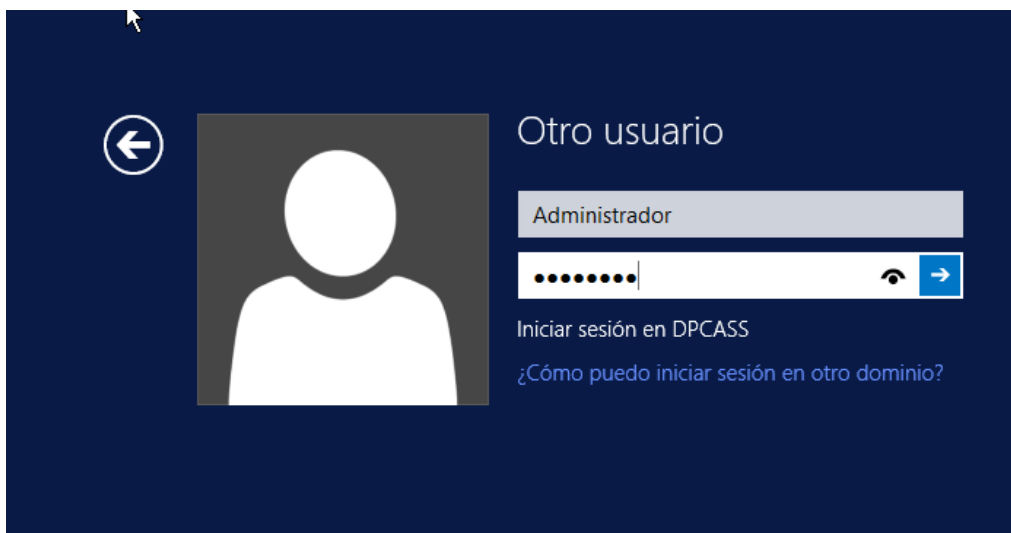 Otro usuario
Administrador
••••••••
Iniciar sesión en DPCASS
¿Cómo puedo iniciar sesión en otro dominio?